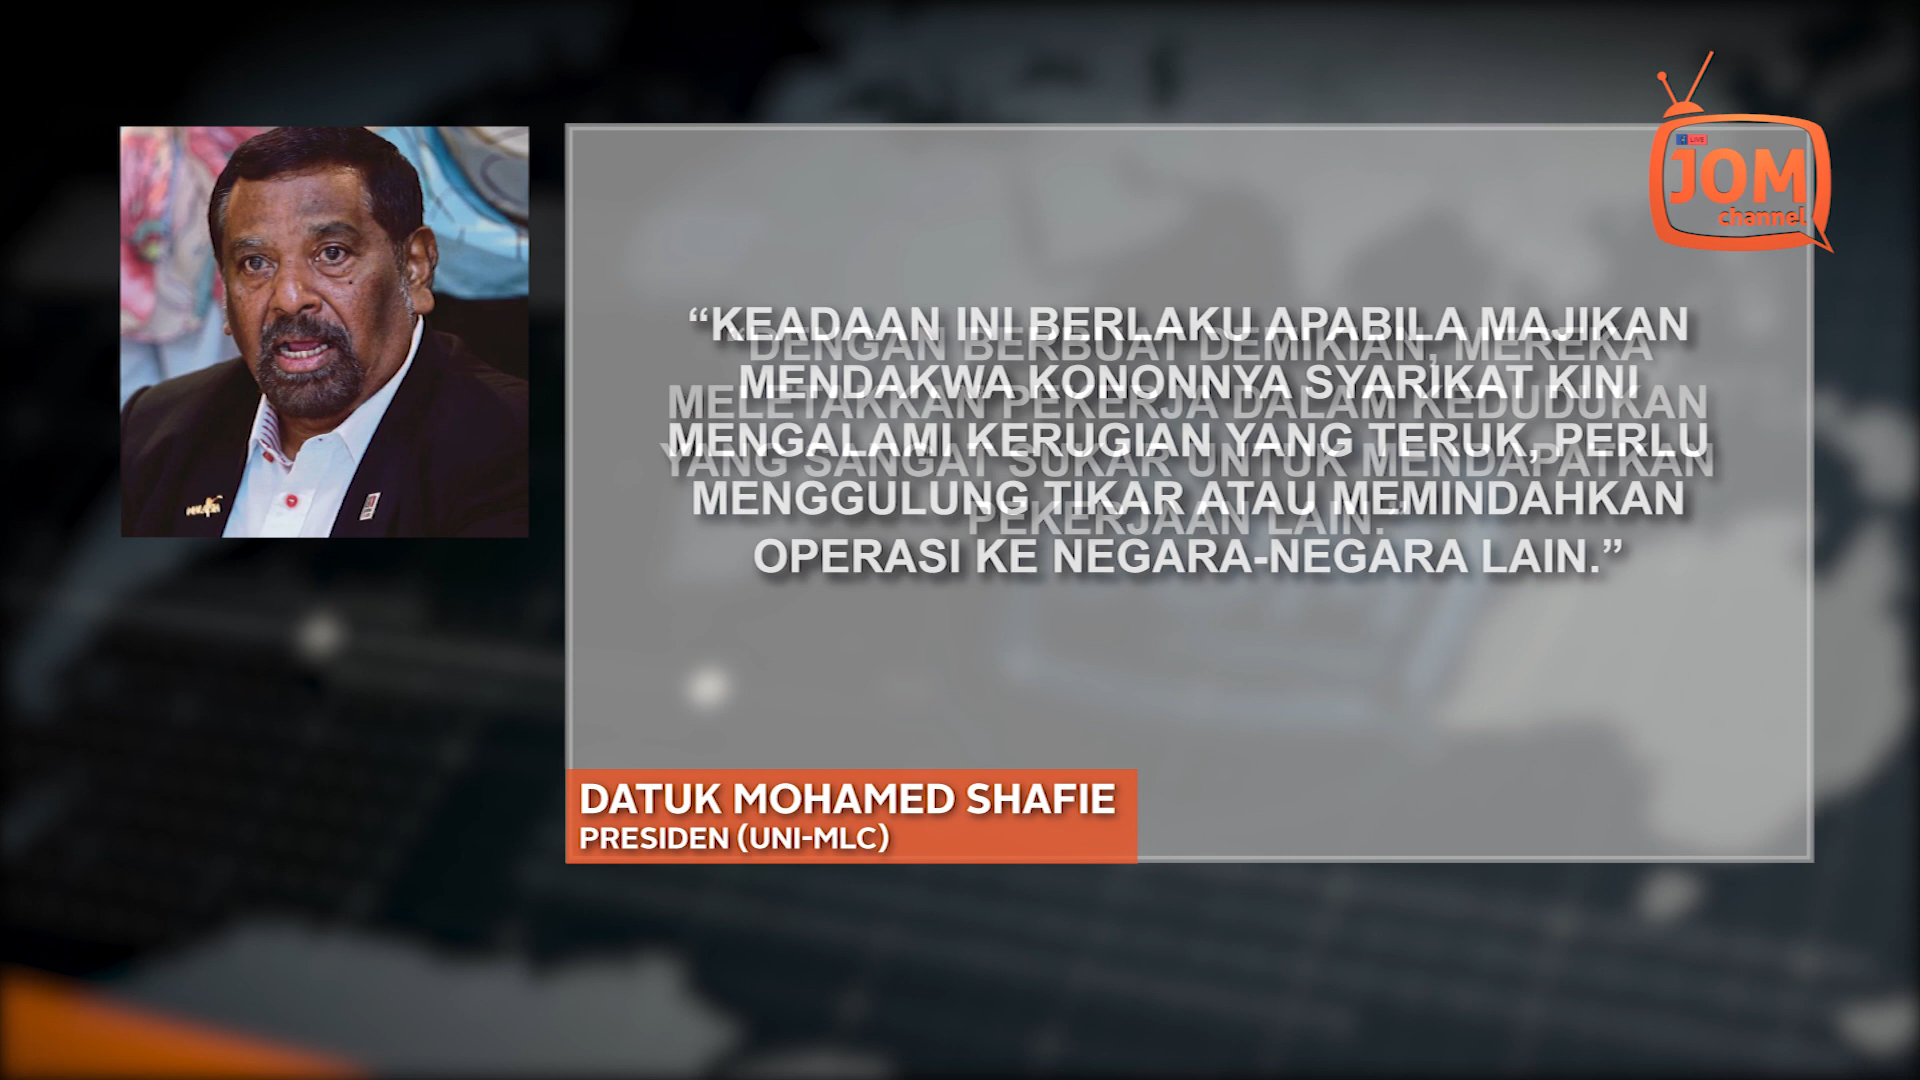 LIVE
JOM
channel
“KEADAAN INI BERLAKU APABILA MAJIKAN
MENDAKWA KONONNYA SYARIKAT KINI
MENGALAMI KERUGIAN YANG TERUK, PERLU
MENGGULUNG TIKAR ATAU MEMINDAHKAN
OPERASI KE NEGARA-NEGARA LAIN.”
“DENGAN BERBUAT DEMIKIAN, MEREKA
MELETAKKAN PEKERJA DALAM KEDUDUKAN
YANG SANGAT SUKAR UNTUK MENDAPATKAN
PEKERJAAN LAIN.”
DATUK MOHAMED SHAFIE
PRESIDEN (UNI-MLC)